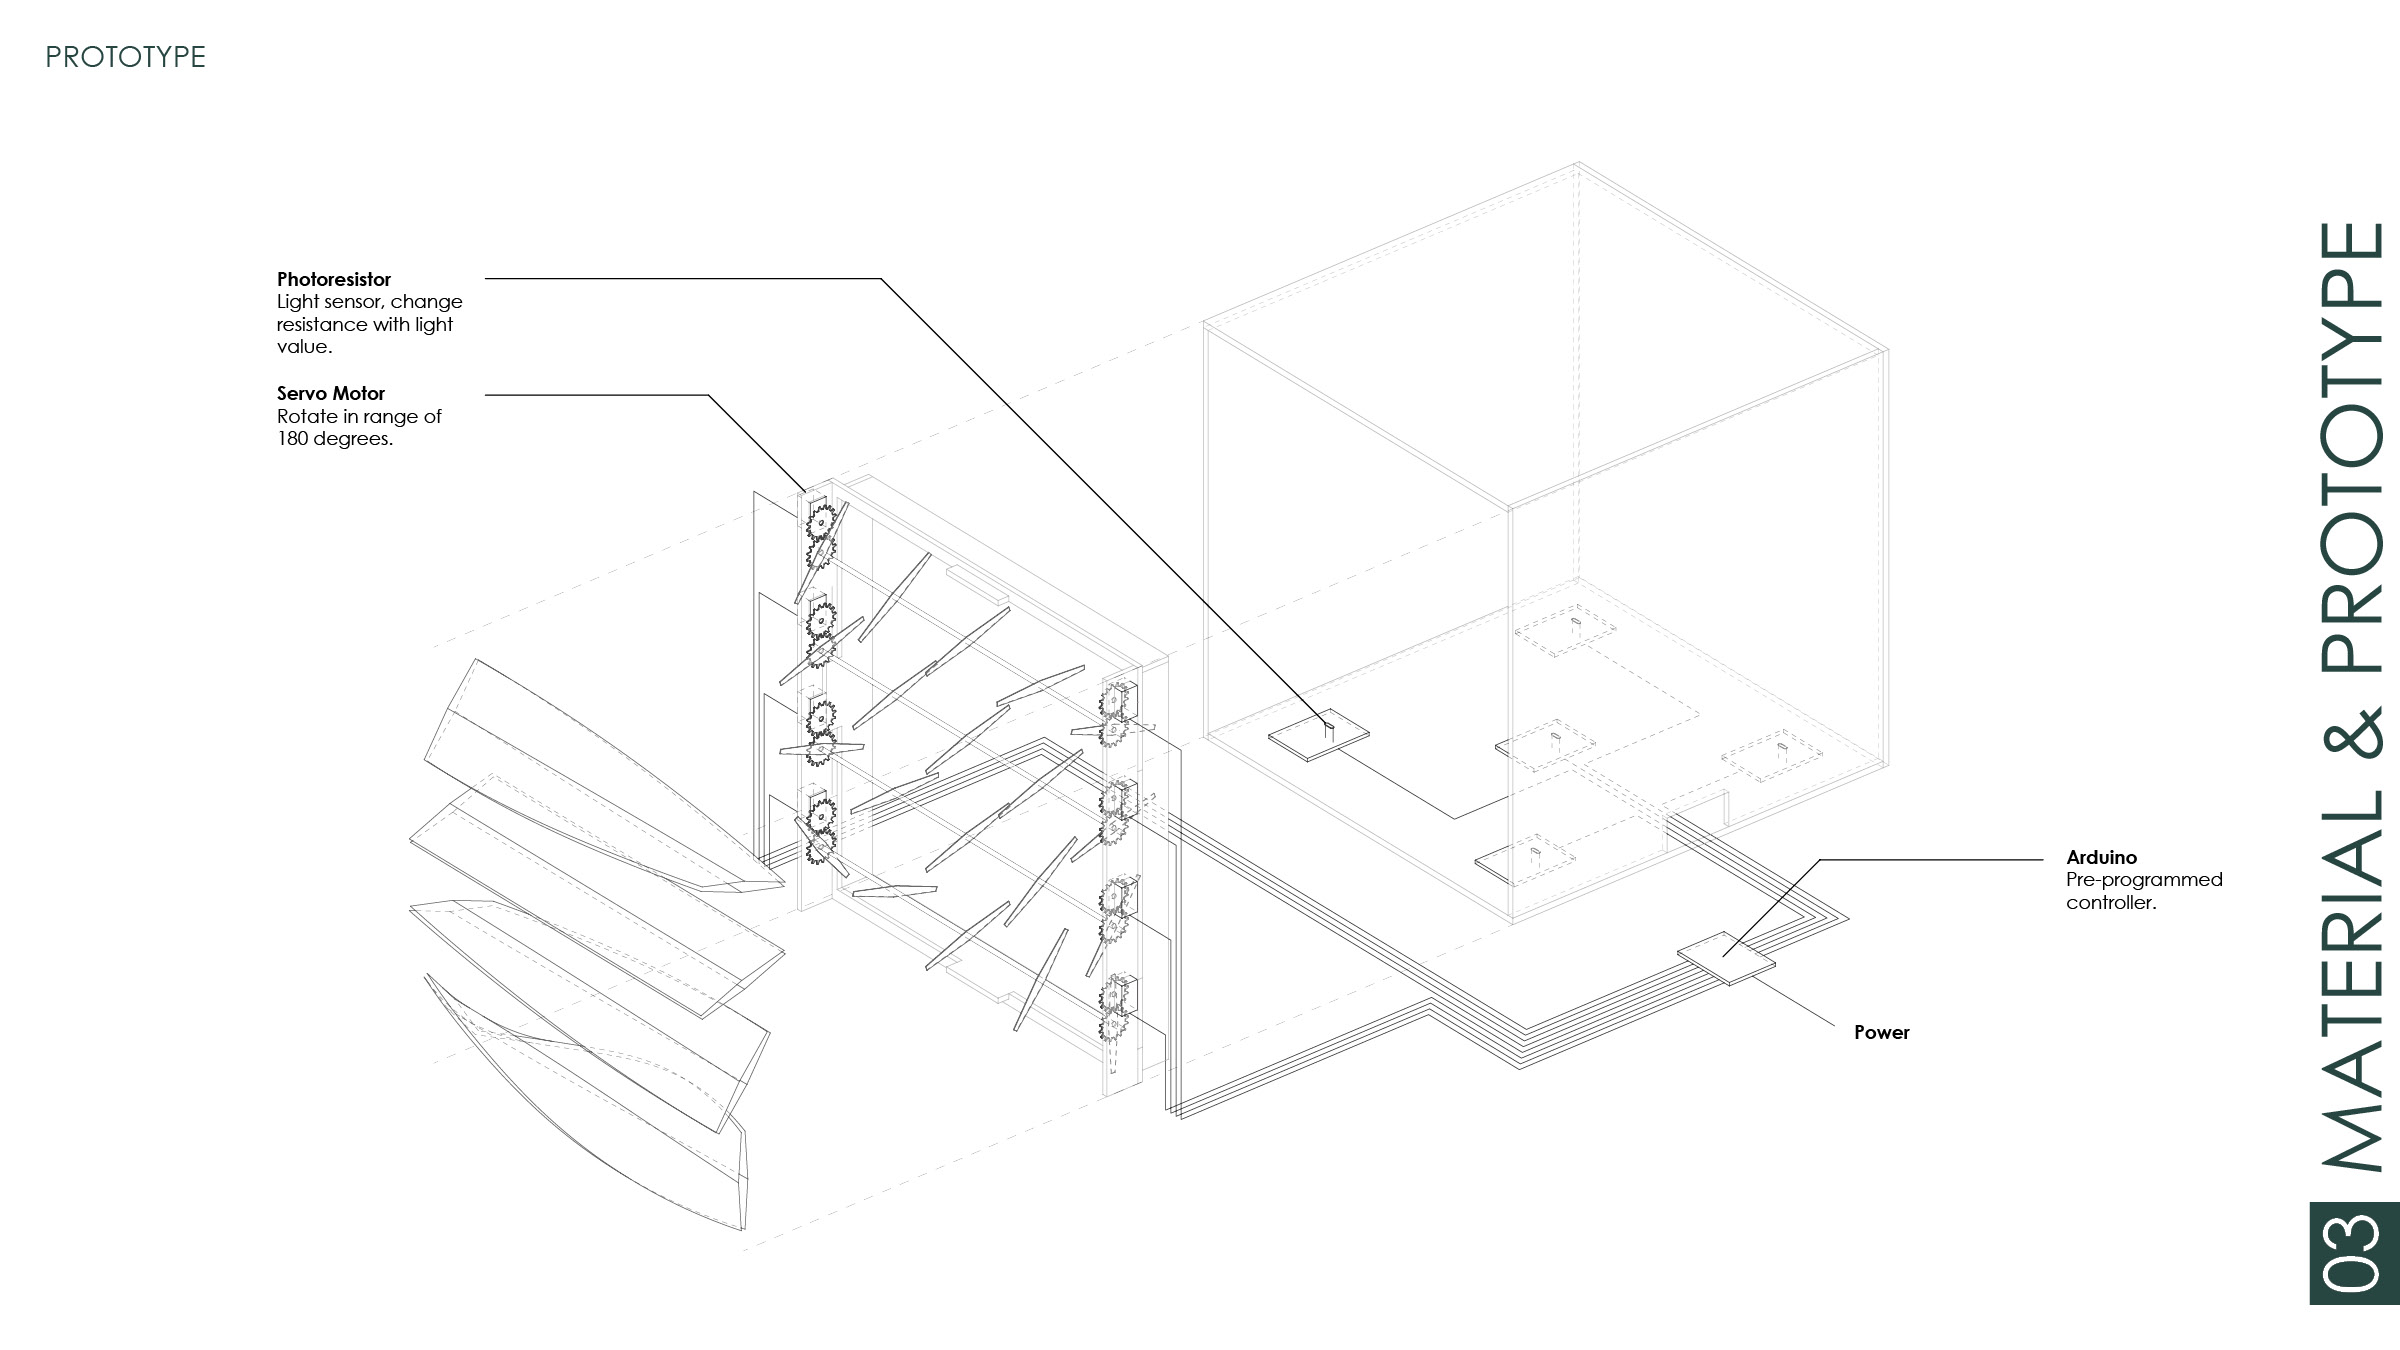 PROTOTYPE
Photoresistor
Light sensor, change
resistance with light
value.
Servo Motor
Rotate in range of
180 degrees.
Arduino
Pre-programmed
controller.
Power
03 MATERIAL & PROTOTYPE